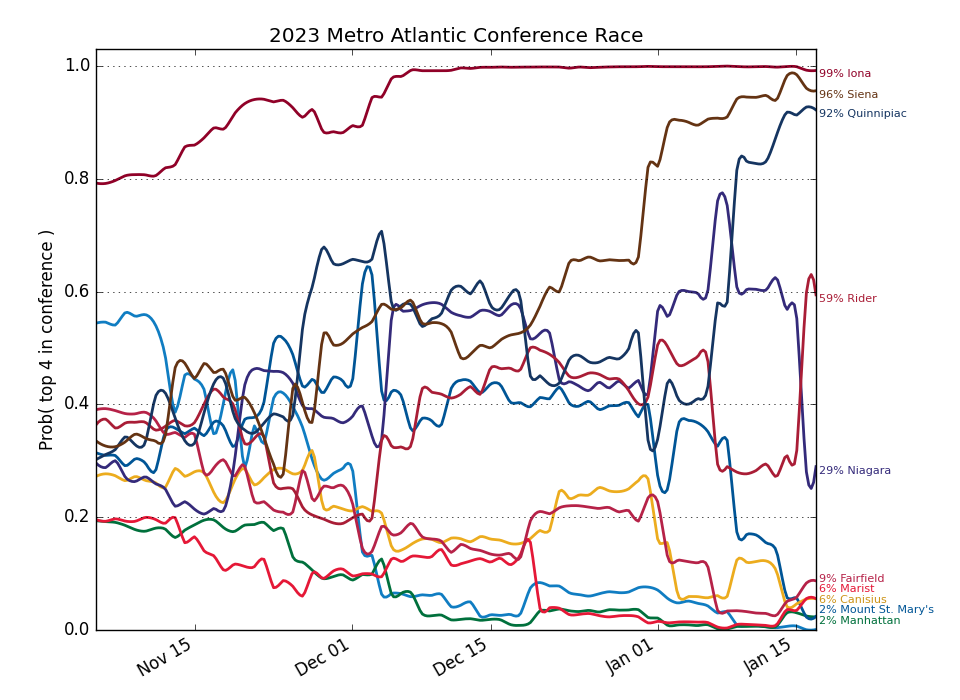 2023 Metro Atlantic Conference Race
Prob( top 4 in conference )
1.0
0.8
0.6
0.4
0.2
0.0
Nov 15
Dec 01
Dec 15
Jan 01
Jan 15
99% Iona
96% Siena
92% Quinnipiac
59% Rider
29% Niagara
9% Fairfield
6% Marist
6% Canisius
2% Mount St. Mary's
2% Manhattan